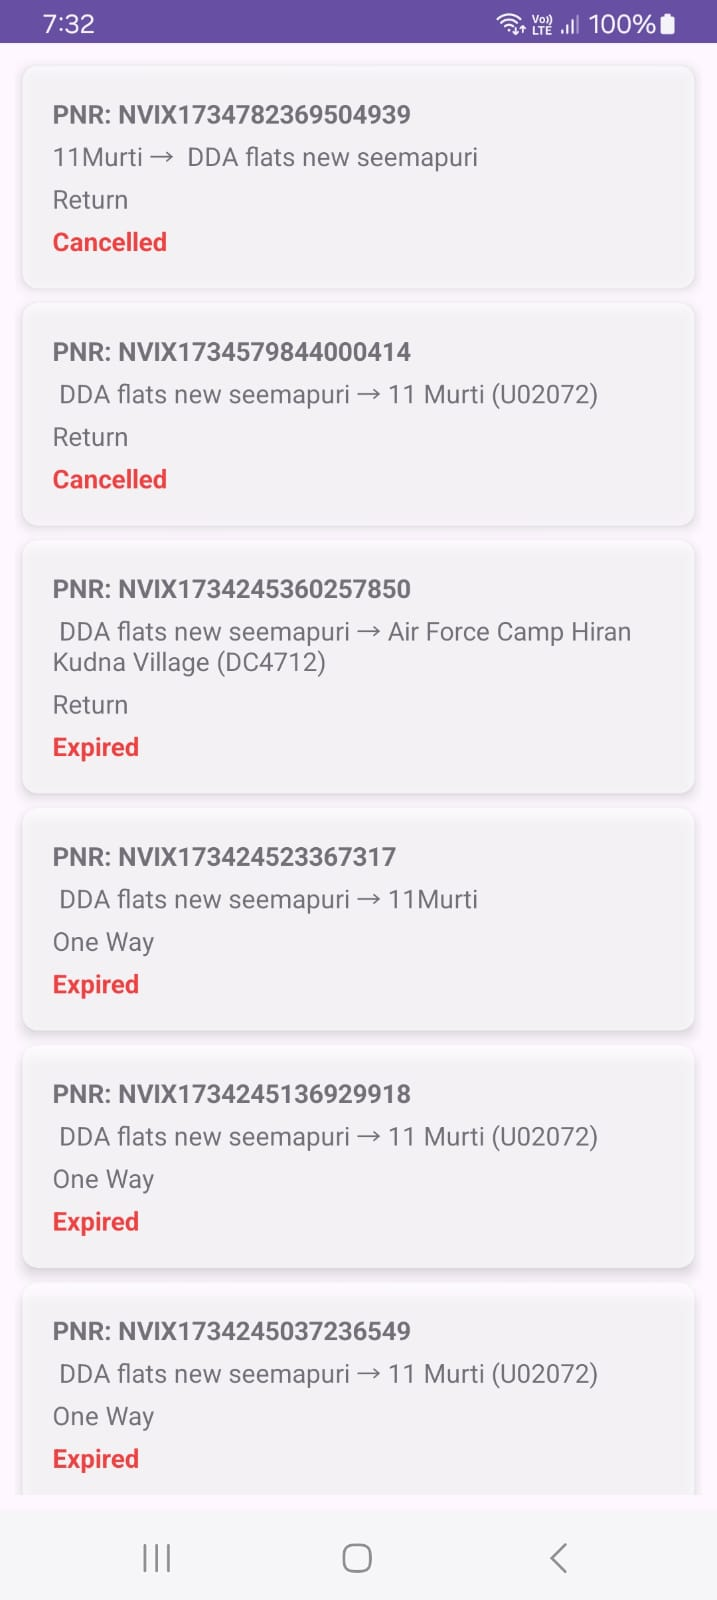 7:32
Vo)) LTE 100%
PNR: NVIX1734782369504939
11Murti → DDA flats new seemapuri
Return
Cancelled
PNR: NVIX1734579844000414
DDA flats new seemapuri → 11 Murti (U02072)
Return
Cancelled
PNR: NVIX1734245360257850
DDA flats new seemapuri → Air Force Camp Hiran
Kudna Village (DC4712)
Return
Expired
PNR: NVIX173424523367317
DDA flats new seemapuri → 11Murti
One Way
Expired
PNR: NVIX1734245136929918
DDA flats new seemapuri → 11 Murti (U02072)
One Way
Expired
PNR: NVIX1734245037236549
DDA flats new seemapuri → 11 Murti (U02072)
One Way
Expired